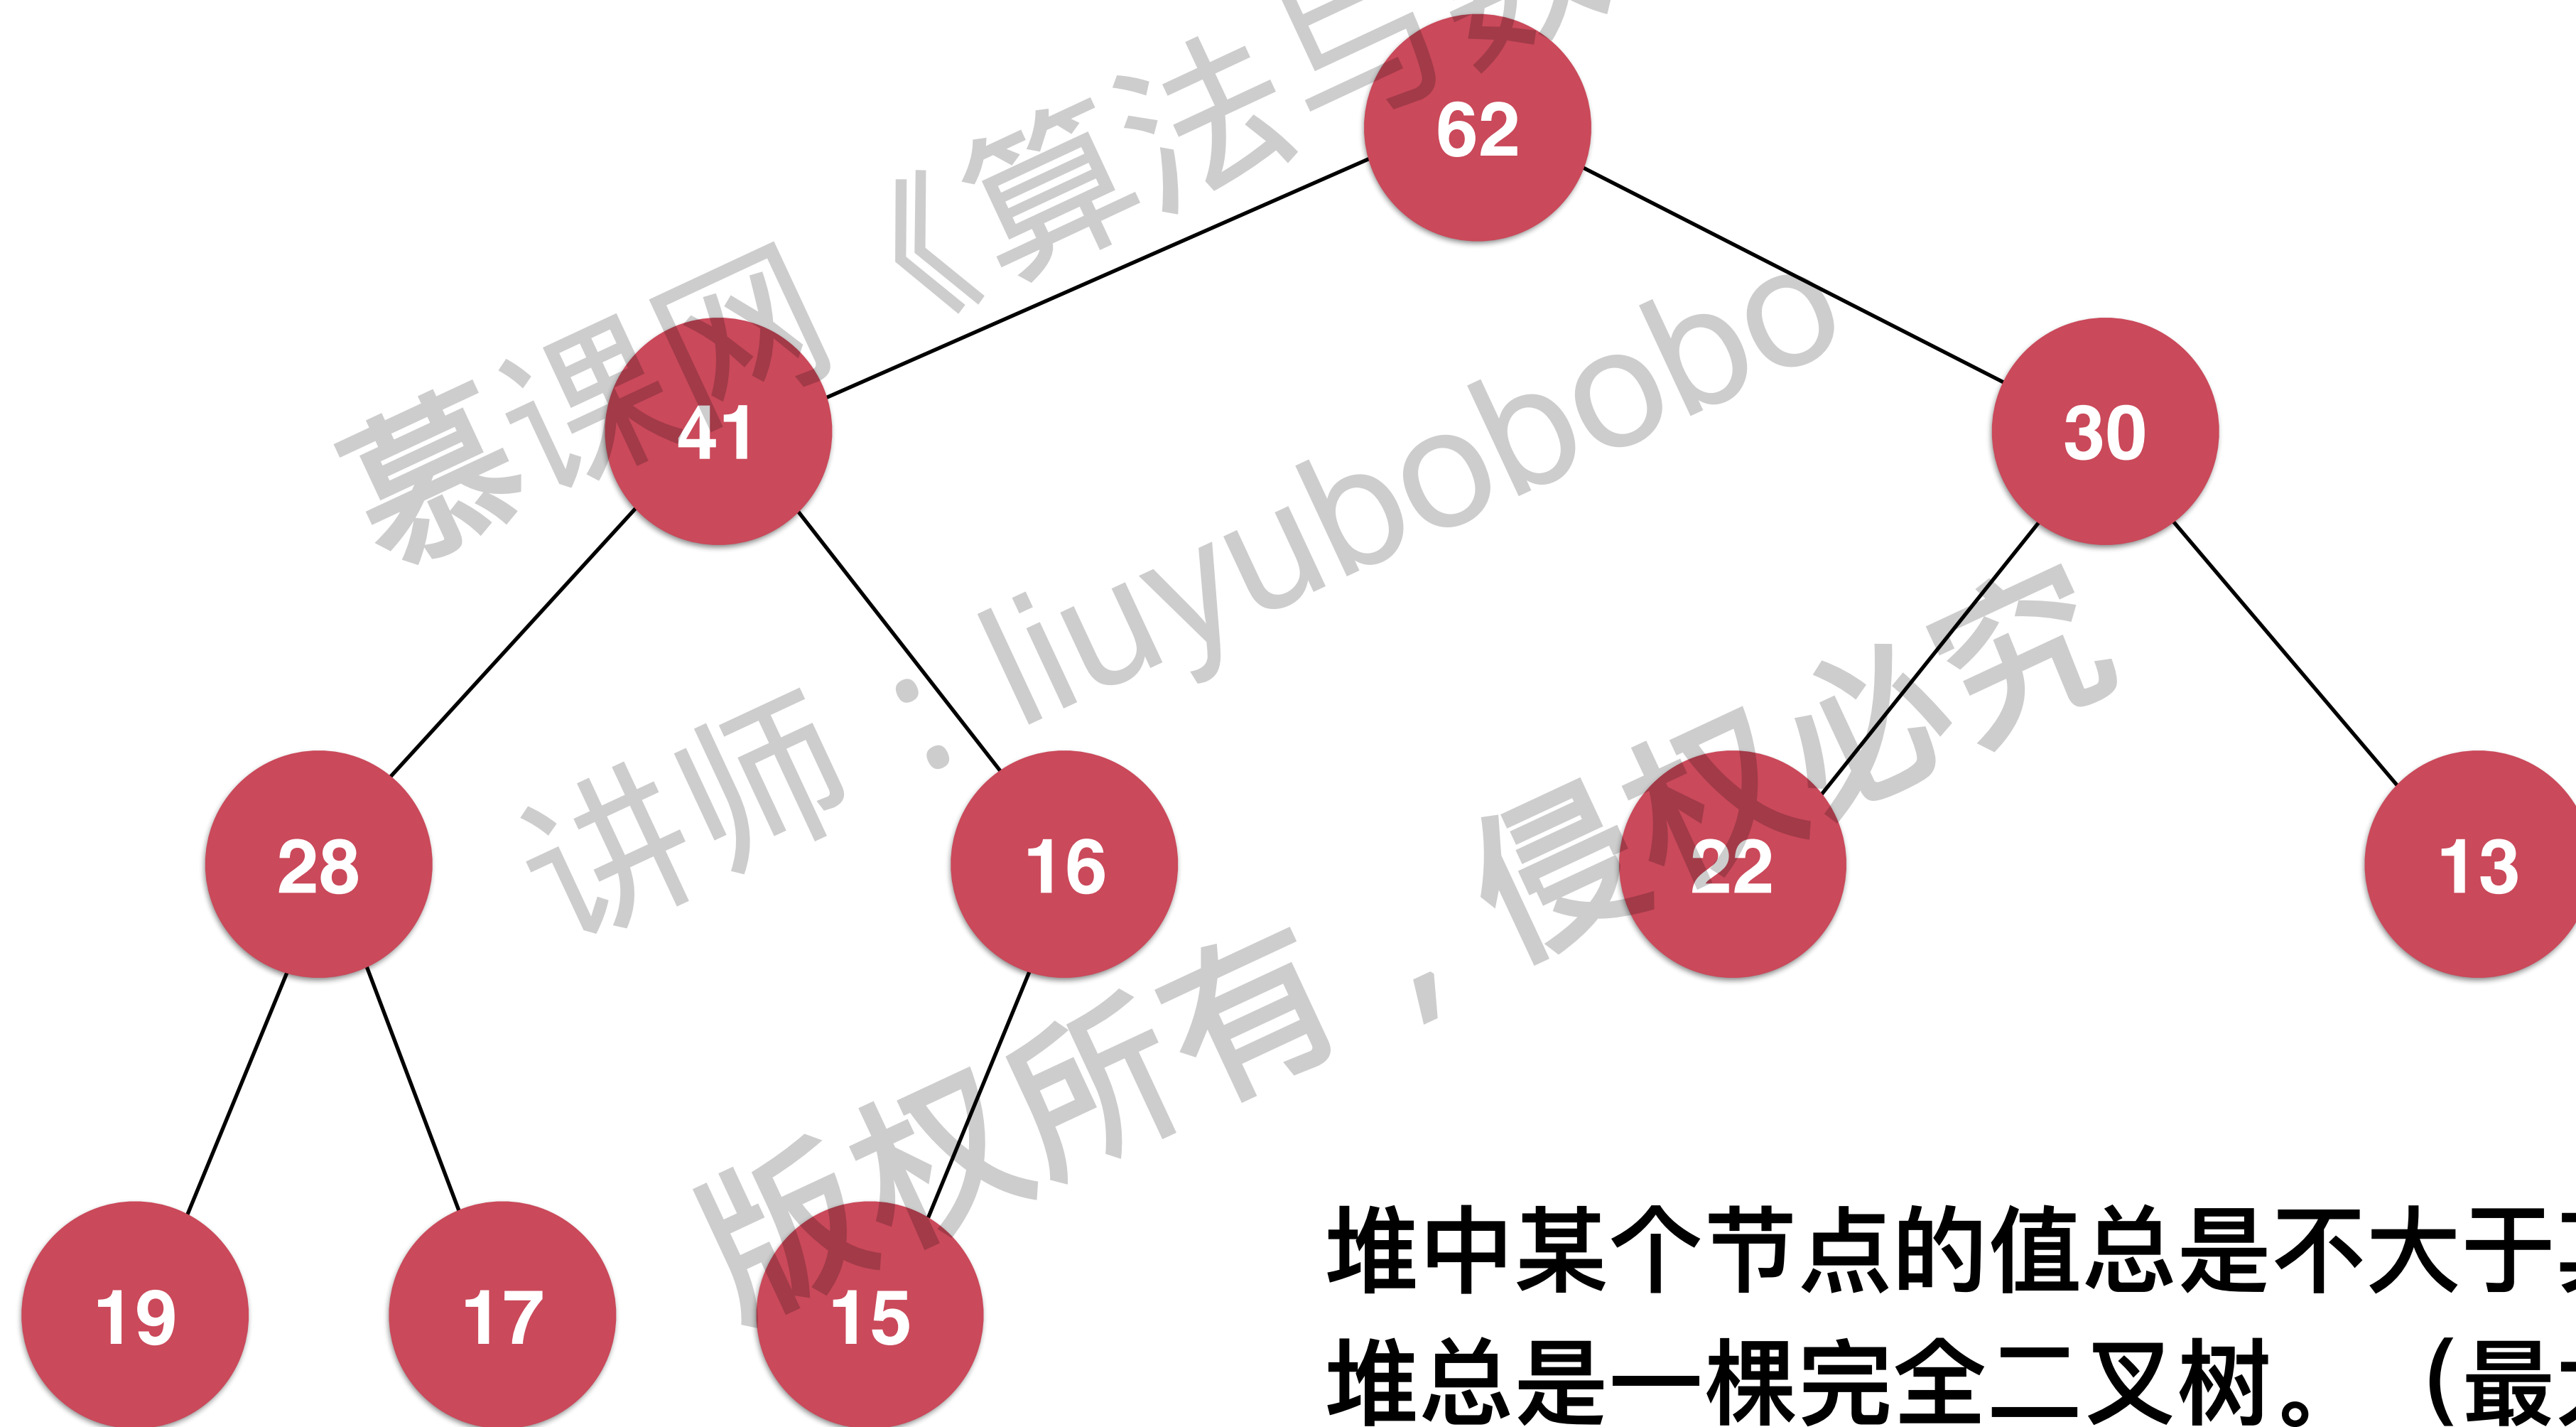 62
41
30
28
16
22
13
19
17
15
慕课网《算法与数
讲师：liuyubobobo
版权所有，侵权必究
堆中某个节点的值总是不大于其
堆总是一棵完全二叉树。（最